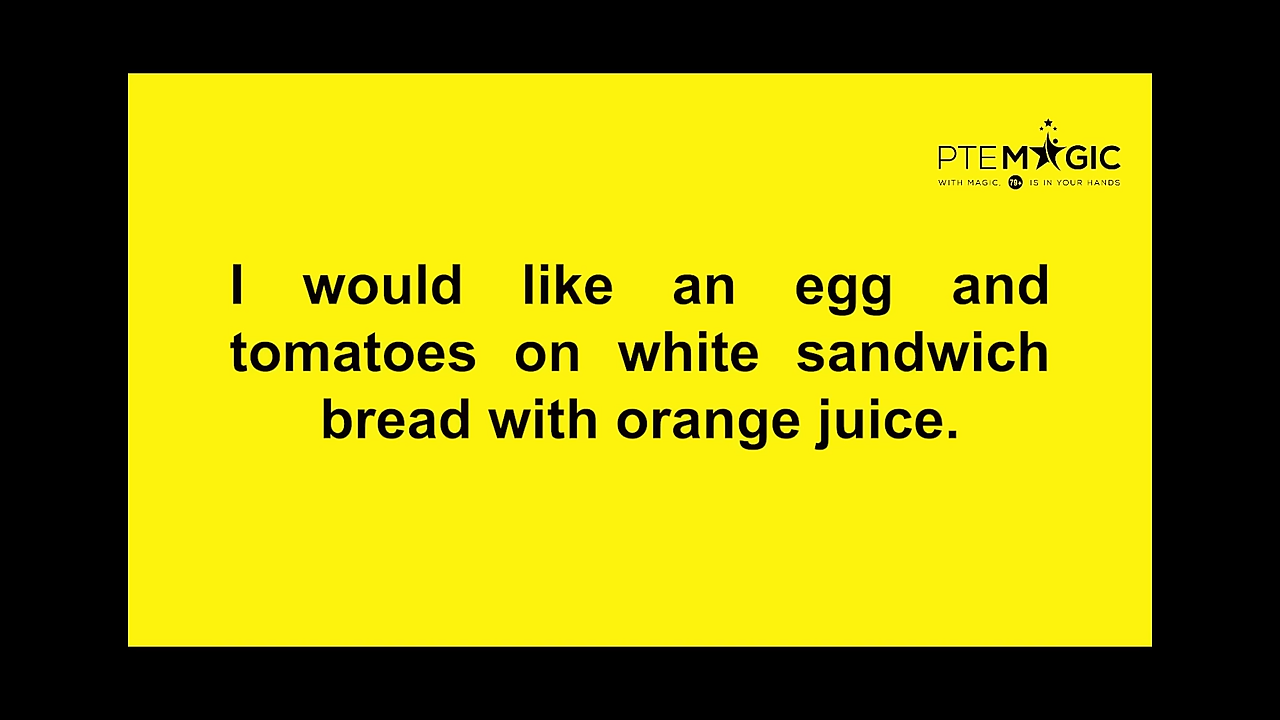 PTEMAGIC
WITH MAGIC, 79+ IS IN YOUR HANDS
I would like an egg and
tomatoes on white sandwich
bread with orange juice.